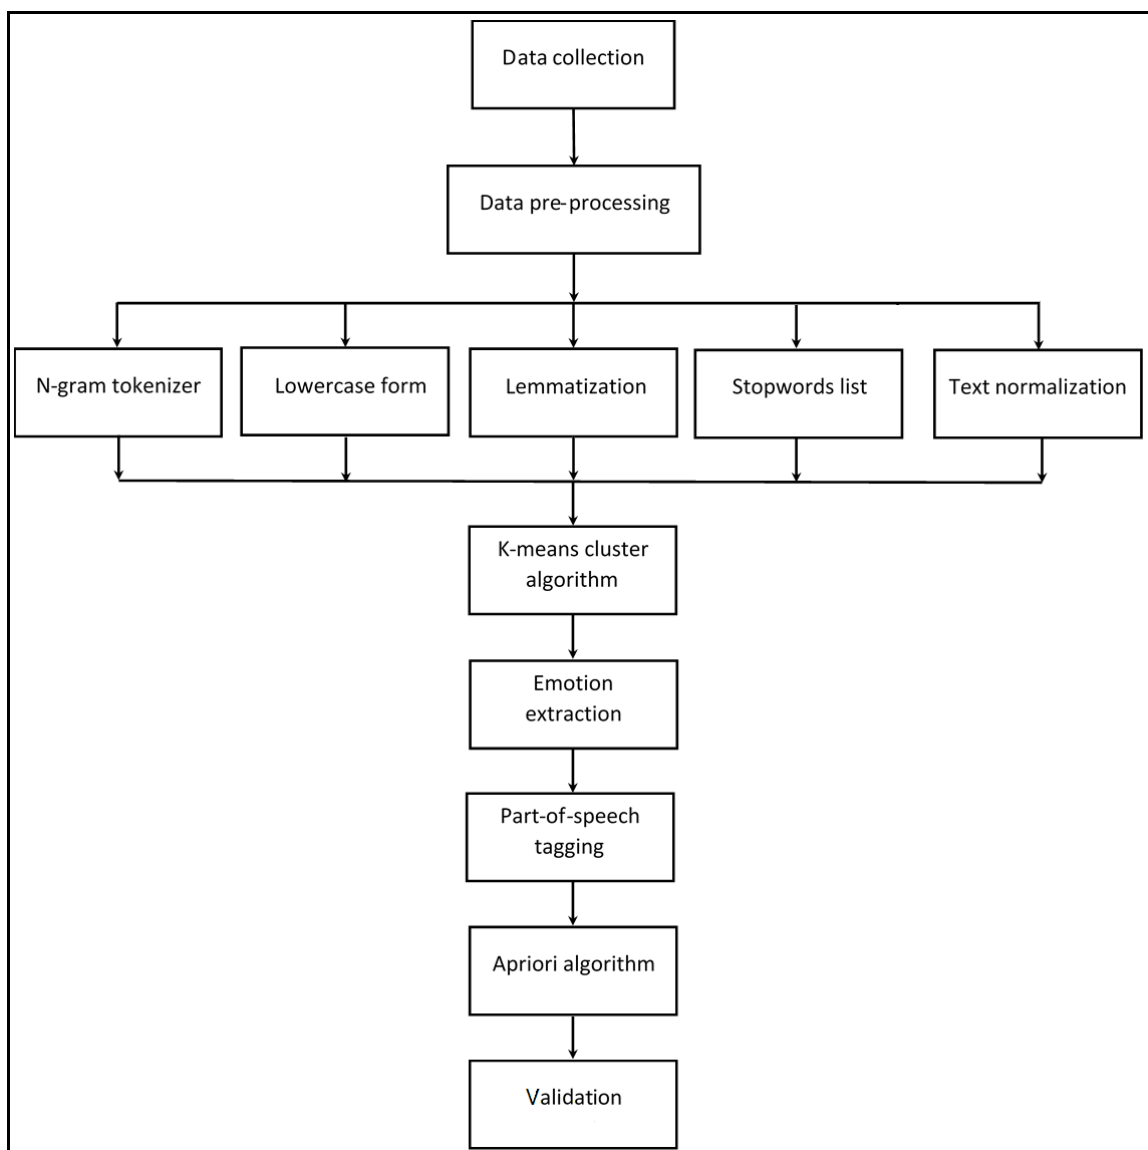 Data collection
Data pre-processing
N-gram tokenizer
Lowercase form
Lemmatization
Stopwords list
Text normalization
K-means cluster
algorithm
Emotion
extraction
Part-of-speech
tagging
Apriori algorithm
Validation